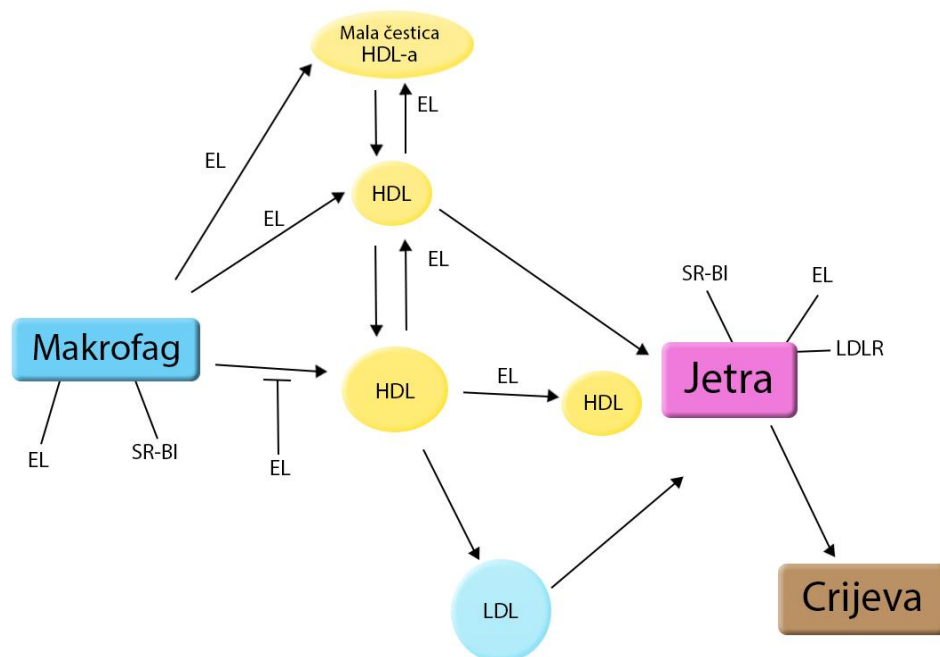 Mala čestica
HDL-a
EL
EL
HDL
EL
EL
SR-BI
EL
LDLR
Makrofag
HDL
EL
HDL
Jetra
EL
SR-BI
EL
LDL
Crijeva